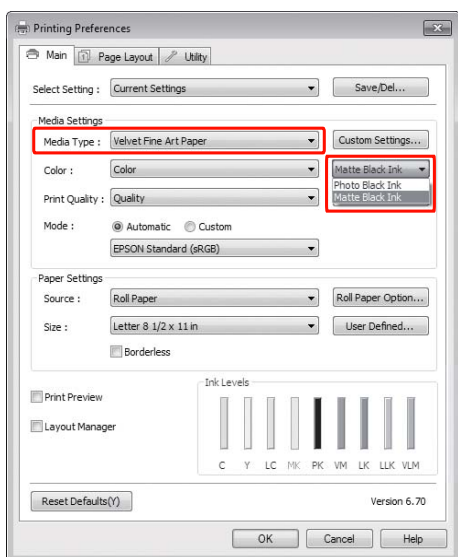 Printing Preferences
Main Page Layout Utility
Select Setting : Current Settings Save/Del...
Media Settings
Media Type : Velvet Fine Art Paper Custom Settings...
Color : Color Matte Black Ink
Photo Black Ink
Print Quality : Quality Matte Black Ink
Mode : Automatic Custom
EPSON Standard (sRGB)
Paper Settings
Source : Roll Paper Roll Paper Option...
Size : Letter 8 1/2 x 11 in User Defined...
Borderless
Print Preview
Layout Manager
Ink Levels
C Y LC MK PK VM LK LLK VLM
Reset Defaults(Y) Version 6.70
OK Cancel Help